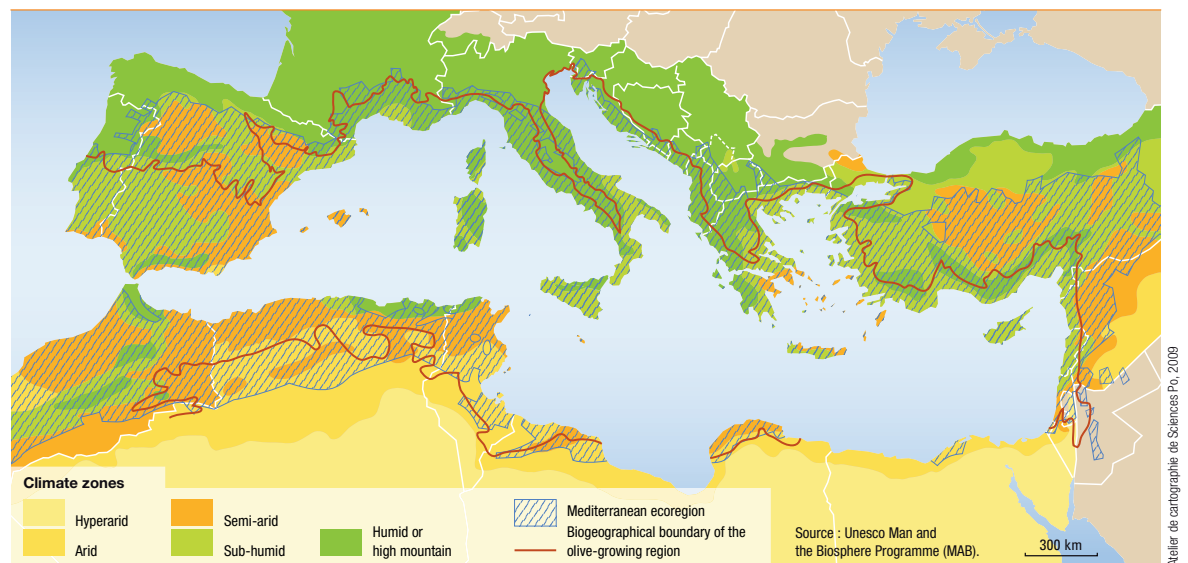 Climate zones
Hyperarid
Arid
Semi-arid
Sub-humid
Humid or
high mountain
Mediterranean ecoregion
Biogeographical boundary of the
olive-growing region
Source : Unesco Man and
the Biosphere Programme (MAB).
300 km
Atelier de cartographie de Sciences Po, 2009